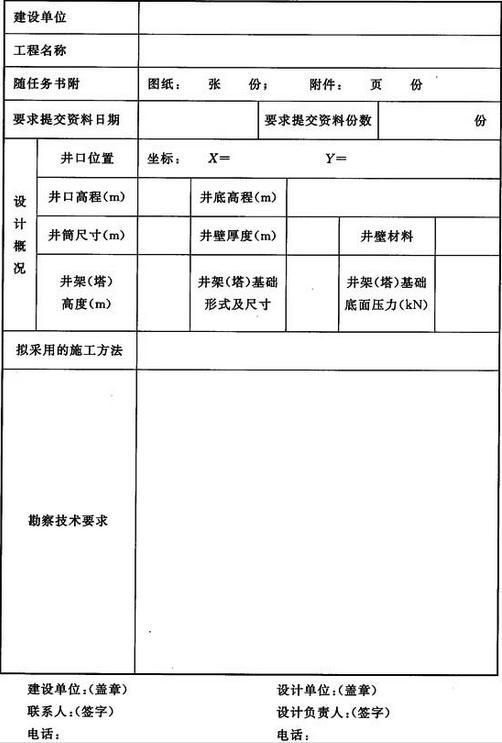 建设单位
工程名称
随任务书附 图纸： 张 份； 附件： 页 份
要求提交资料日期 要求提交资料份数 份
设计概况
井口位置 坐标： X= Y=
井口高程(m) 井底高程(m)
井筒尺寸(m) 井壁厚度(m) 井壁材料
井架(塔) 井架(塔)基础 井架(塔)基础
高度(m) 形式及尺寸 底面压力(kN)
拟采用的施工方法
勘察技术要求
建设单位:(盖章) 设计单位:(盖章)
联系人:(签字) 设计负责人:(签字)
电话： 电话：